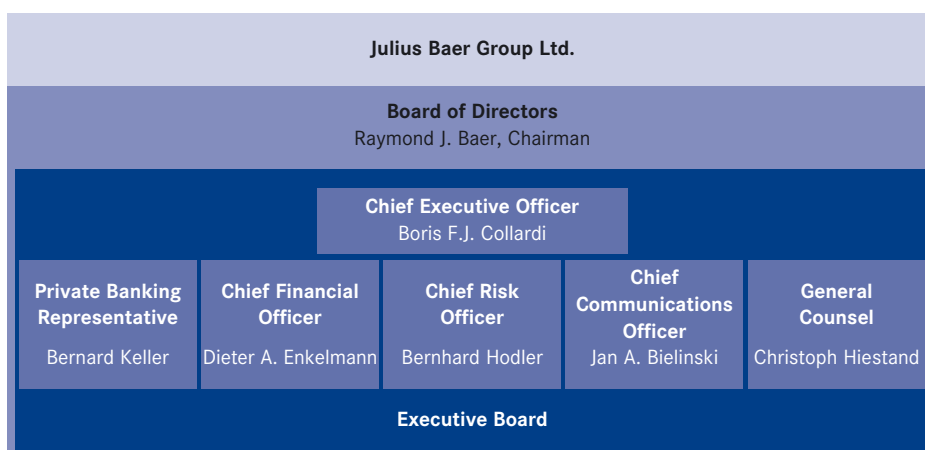 Julius Baer Group Ltd.
Board of Directors
Raymond J. Baer, Chairman
Chief Executive Officer
Boris F.J. Collardi
Private Banking
Representative
Bernard Keller
Chief Financial
Officer
Dieter A. Enkelmann
Chief Risk
Officer
Bernhard Hodler
Chief
Communications
Officer
Jan A. Bielinski
General
Counsel
Christoph Hiestand
Executive Board